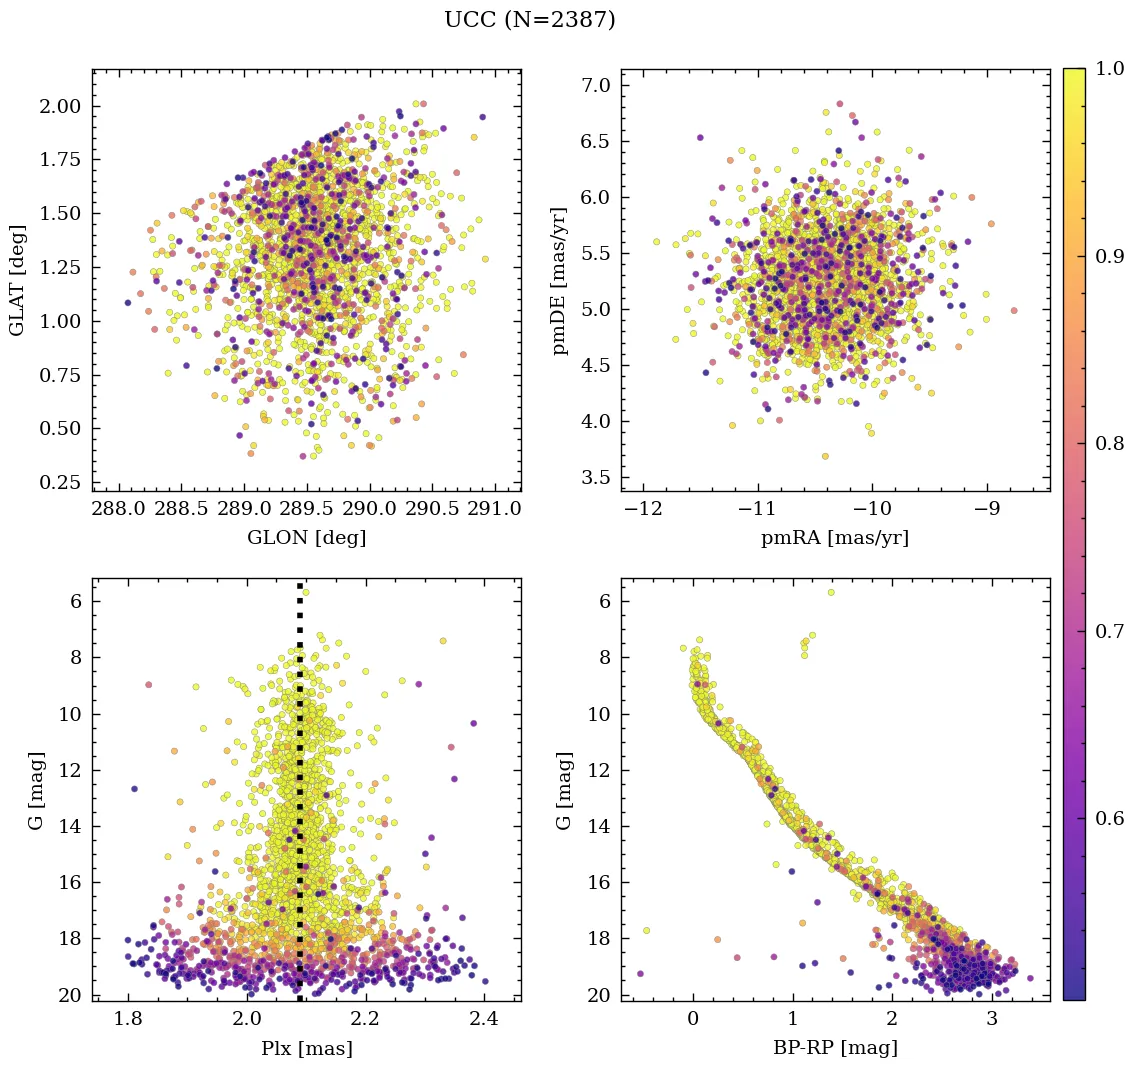 UCC (N=2387)
2.00
1.75
1.50
1.25
1.00
0.75
0.50
0.25
GLAT [deg]
288.0 288.5 289.0 289.5 290.0 290.5 291.0
GLON [deg]
7.0
6.5
6.0
5.5
5.0
4.5
4.0
3.5
pmDE [mas/yr]
−12 −11 −10 −9
pmRA [mas/yr]
6
8
10
12
14
16
18
20
G [mag]
1.8 2.0 2.2 2.4
Plx [mas]
6
8
10
12
14
16
18
20
G [mag]
0 1 2 3
BP-RP [mag]
1.0
0.9
0.8
0.7
0.6